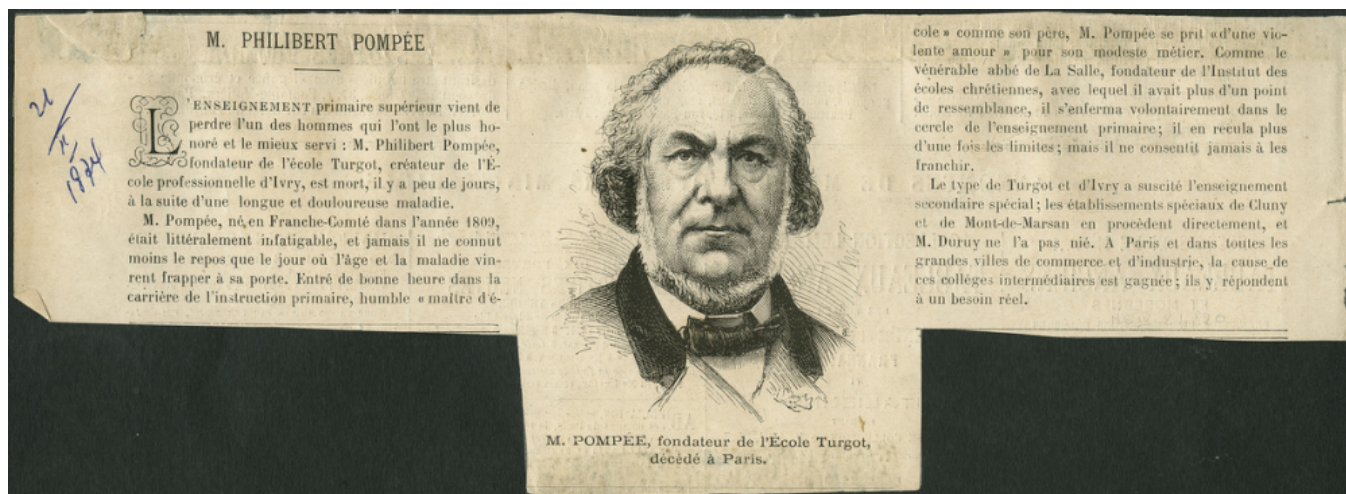 M. PHILIBERT POMPÉE
21
XI
1874
L'ENSEIGNEMENT primaire supérieur vient de
perdre l'un des hommes qui l'ont le plus ho-
noré et le mieux servi : M. Philibert Pompée,
fondateur de l'école Turgot, créateur de l'É-
cole professionnelle d'Ivry, est mort, il y a peu de jours,
à la suite d'une longue et douloureuse maladie.
M. Pompée, né en Franche-Comté dans l'année 1809,
était littéralement infatigable, et jamais il ne connut
moins le repos que le jour où l'âge et la maladie vin-
rent frapper à sa porte. Entré de bonne heure dans la
carrière de l'instruction primaire, humble « maître d'é-
M. POMPÉE, fondateur de l'École Turgot,
décédé à Paris.
cole » comme son père, M. Pompée se prit « d'une vio-
lente amour » pour son modeste métier. Comme le
vénérable abbé de La Salle, fondateur de l'Institut des
écoles chrétiennes, avec lequel il avait plus d'un point
de ressemblance, il s'enferma volontairement dans le
cercle de l'enseignement primaire; il en recula plus
d'une fois les limites; mais il ne consentit jamais à les
franchir.
Le type de Turgot et d'Ivry a suscité l'enseignement
secondaire spécial; les établissements spéciaux de Cluny
et de Mont-de-Marsan en procèdent directement, et
M. Duruy ne l'a pas nié. A Paris et dans toutes les
grandes villes de commerce et d'industrie, la cause de
ces collèges intermédiaires est gagnée; ils y répondent
à un besoin réel.